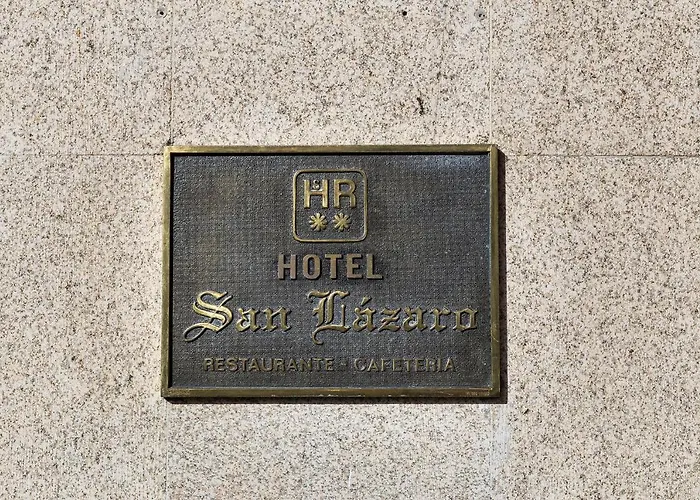 HR
**
HOTEL
San Lázaro
RESTAURANTE - CAFETERIA